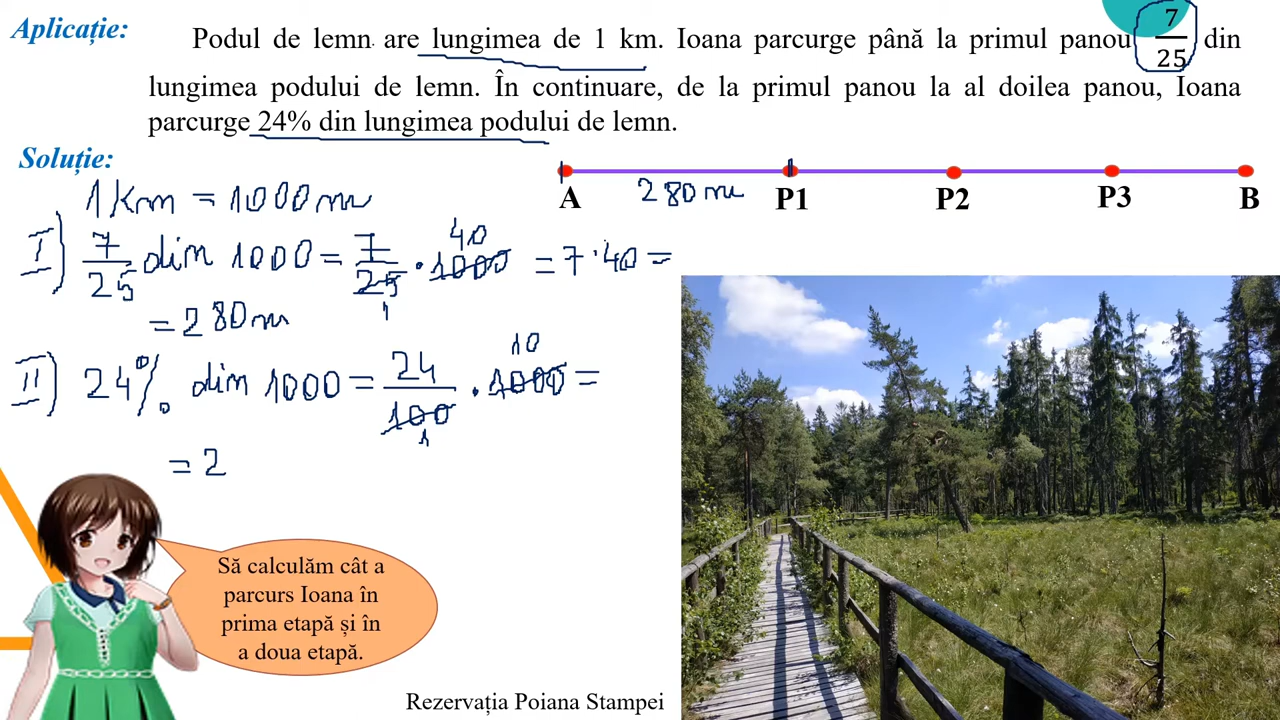 Aplicație:
Podul de lemn are lungimea de 1 km. Ioana parcurge până la primul panou 7/25 din
lungimea podului de lemn. În continuare, de la primul panou la al doilea panou, Ioana
parcurge 24% din lungimea podului de lemn.
Soluție:
1 Km = 1000 m
280 m
A P1 P2 P3 B
I) 7/25 din 1000 = 7/25 · 1000 = 7 · 40 =
40
1
= 280 m
II) 24% din 1000 = 24/100 · 1000 =
10
1
= 2
Să calculăm cât a
parcurs Ioana în
prima etapă și în
a doua etapă.
Rezervația Poiana Stampei